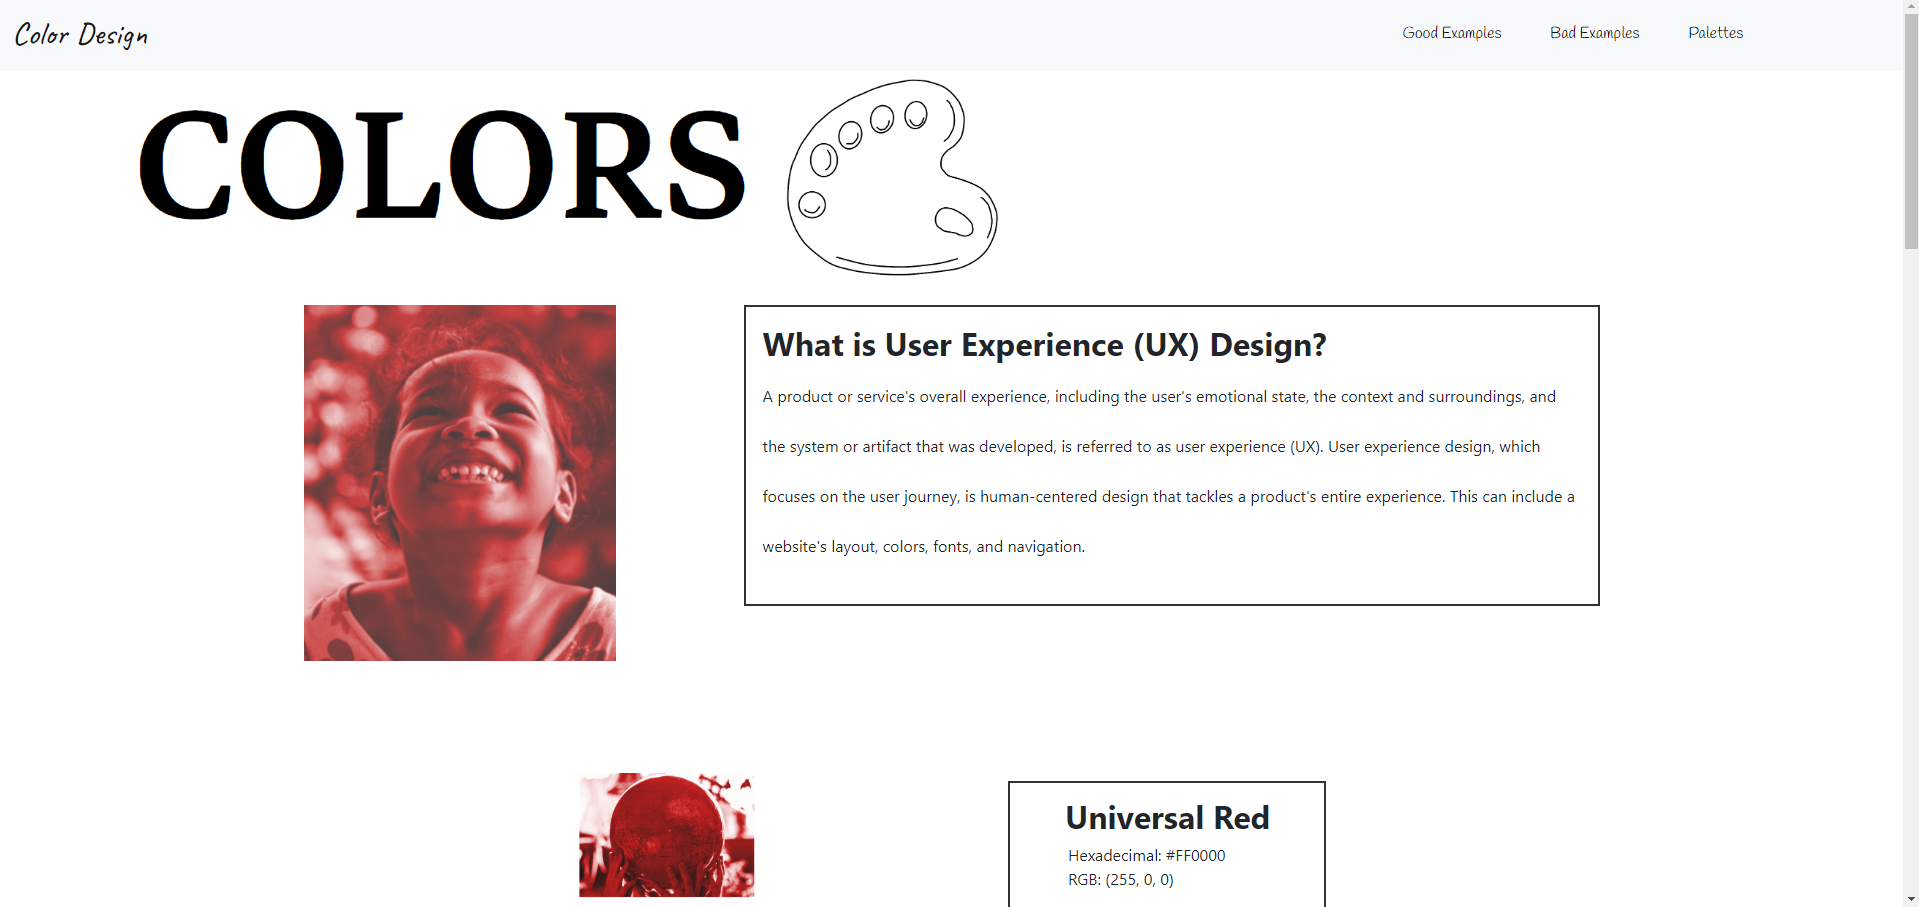 Color Design
Good Examples
Bad Examples
Palettes
COLORS
What is User Experience (UX) Design?
A product or service's overall experience, including the user's emotional state, the context and surroundings, and
the system or artifact that was developed, is referred to as user experience (UX). User experience design, which
focuses on the user journey, is human-centered design that tackles a product's entire experience. This can include a
website's layout, colors, fonts, and navigation.
Universal Red
Hexadecimal: #FF0000
RGB: (255, 0, 0)